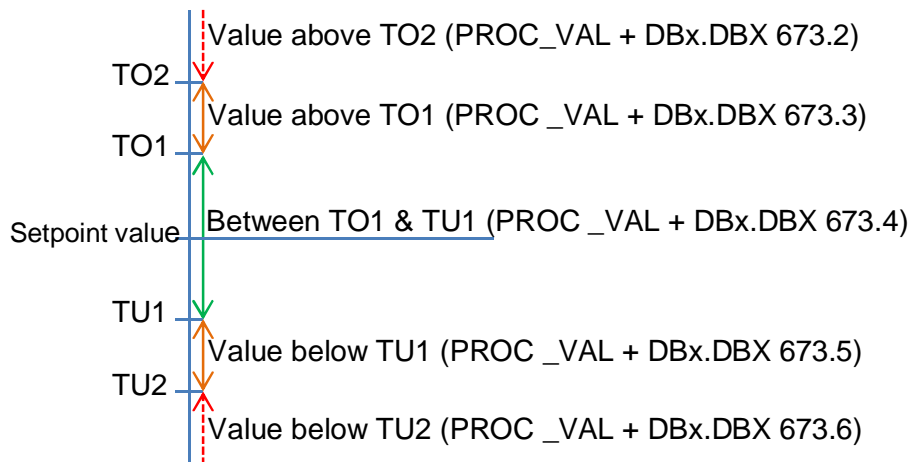 Value above TO2 (PROC_VAL + DBx.DBX 673.2)
TO2
Value above TO1 (PROC _VAL + DBx.DBX 673.3)
TO1
Between TO1 & TU1 (PROC _VAL + DBx.DBX 673.4)
Setpoint value
TU1
Value below TU1 (PROC _VAL + DBx.DBX 673.5)
TU2
Value below TU2 (PROC _VAL + DBx.DBX 673.6)